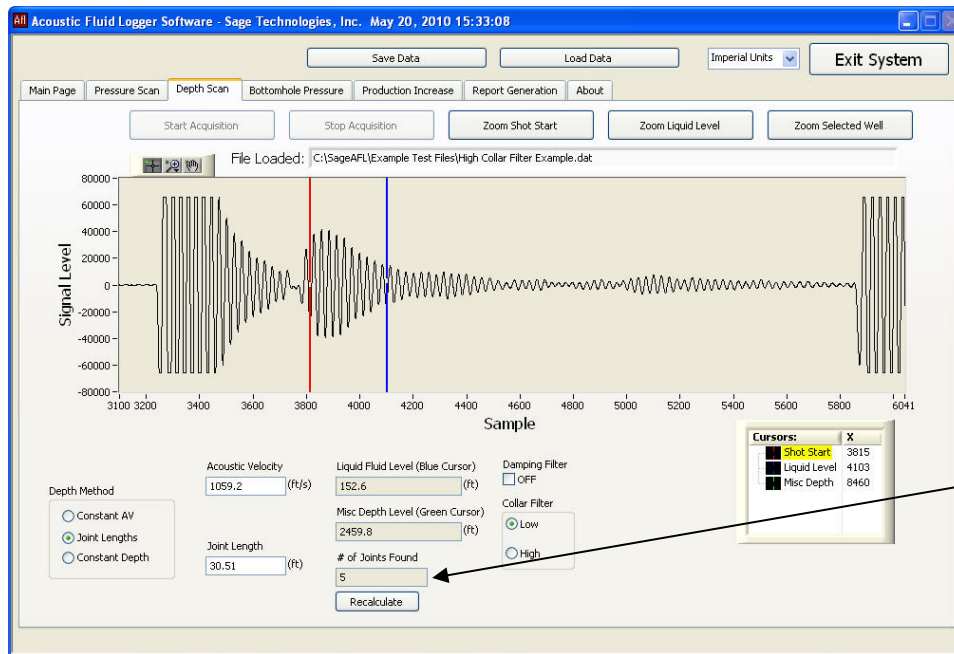 Afl Acoustic Fluid Logger Software - Sage Technologies, Inc. May 20, 2010 15:33:08
Save Data Load Data Imperial Units Exit System
Main Page Pressure Scan Depth Scan Bottomhole Pressure Production Increase Report Generation About
Start Acquisition Stop Acquisition Zoom Shot Start Zoom Liquid Level Zoom Selected Well
File Loaded: C:\SageAFL\Example Test Files\High Collar Filter Example.dat
80000
60000
40000
20000
0
-20000
-40000
-60000
-80000
Signal Level
3100 3200 3400 3600 3800 4000 4200 4400 4600 4800 5000 5200 5400 5600 5800 6041
Sample
Cursors: X
Shot Start 3815
Liquid Level 4103
Misc Depth 8460
Depth Method
Constant AV
Joint Lengths
Constant Depth
Acoustic Velocity
1059.2 (ft/s)
Joint Length
30.51 (ft)
Liquid Fluid Level (Blue Cursor)
152.6 (ft)
Misc Depth Level (Green Cursor)
2459.8 (ft)
# of Joints Found
5
Recalculate
Damping Filter
OFF
Collar Filter
Low
High